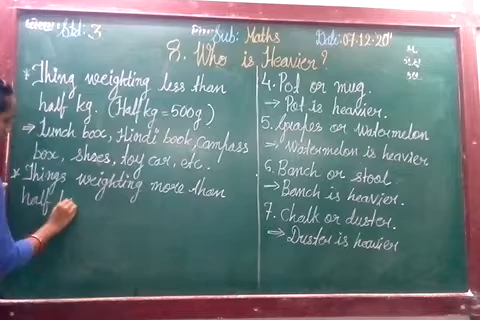 Std: 3
Sub: Maths
Date: 07-12-20
8. Who is Heavier?
* Thing weighting less than
half kg. (Half kg = 500g)
→ Lunch box, Hindi book, Compass
box, shoes, toy car, etc.
* Things weighting more than
half k
4. Pot or mug.
→ Pot is heavier.
5. Grapes or Watermelon
→ Watermelon is heavier
6. Banch or stool
→ Bench is heavier.
7. Chalk or duster.
⇒ Duster is heavier